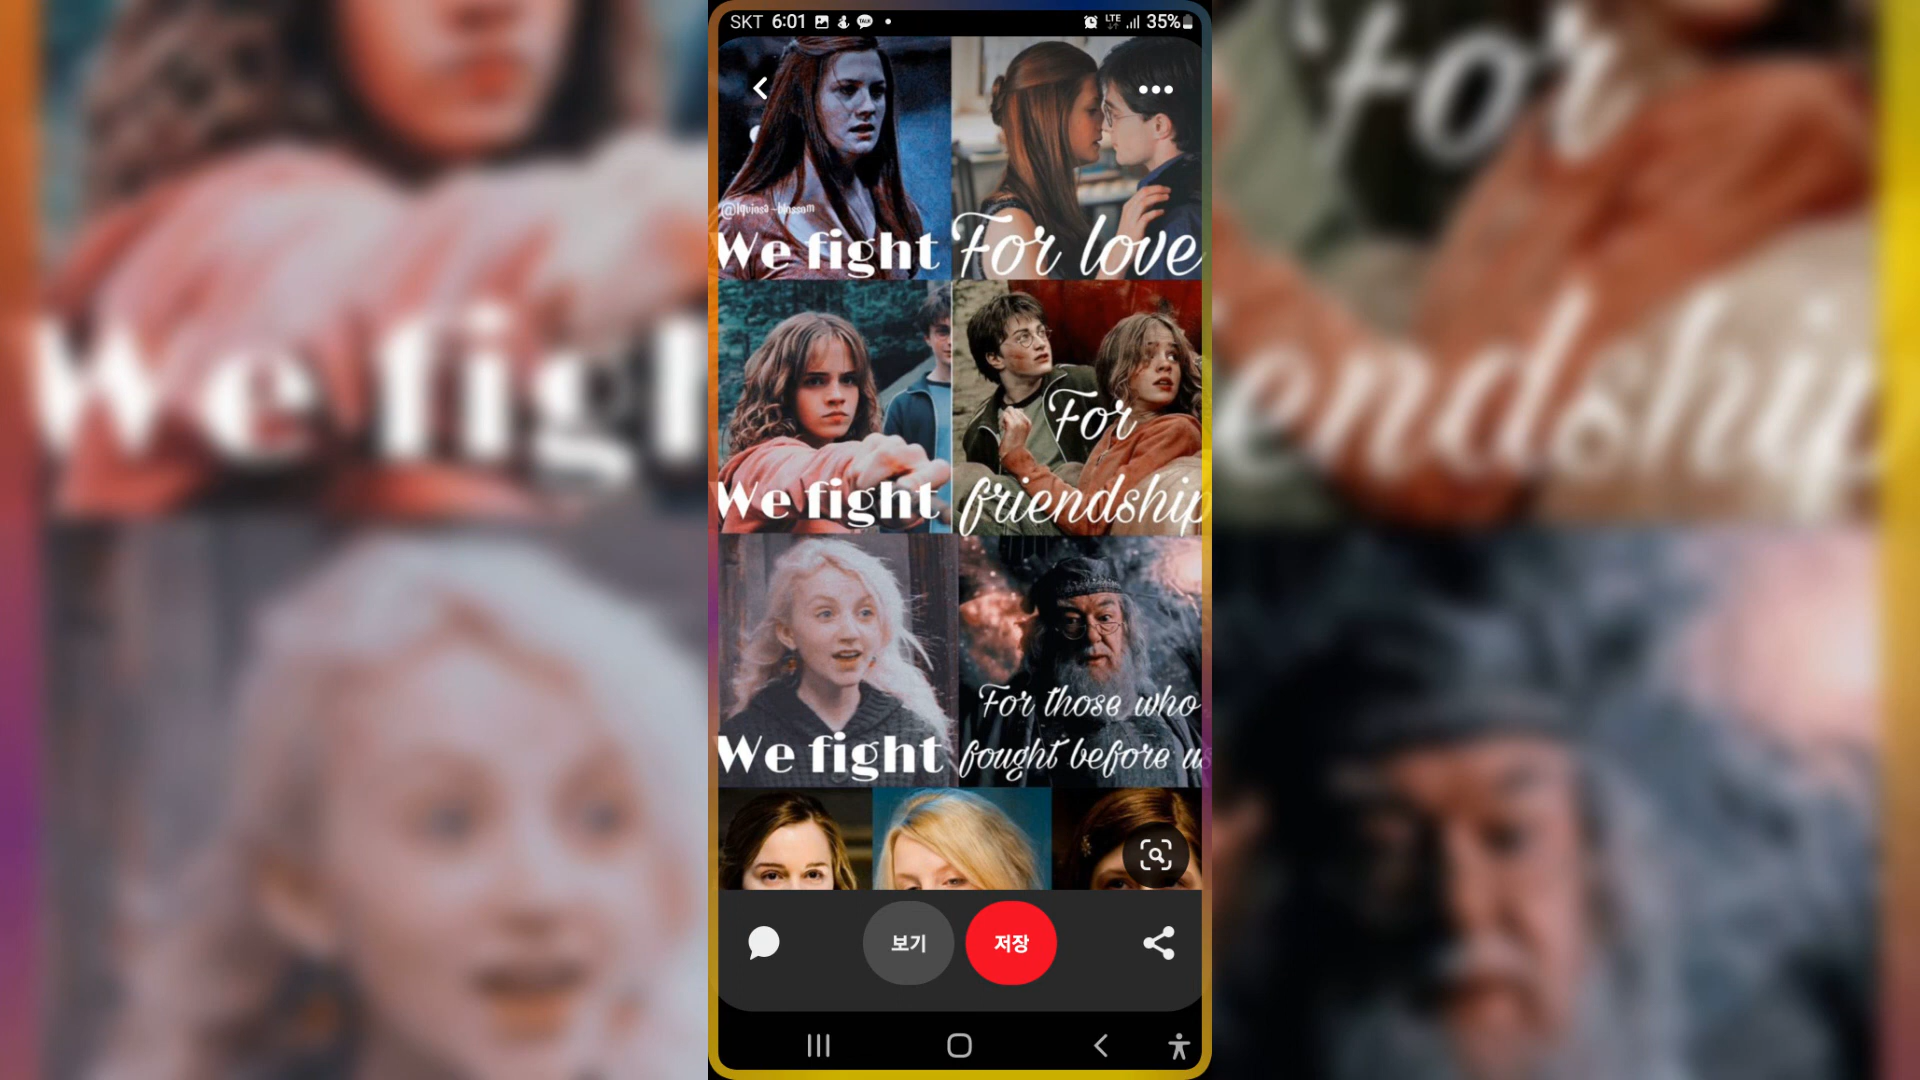 SKT 6:01 LTE 35%
We fight For love
We fight For
friendship
For those who
We fight fought before us
보기 저장